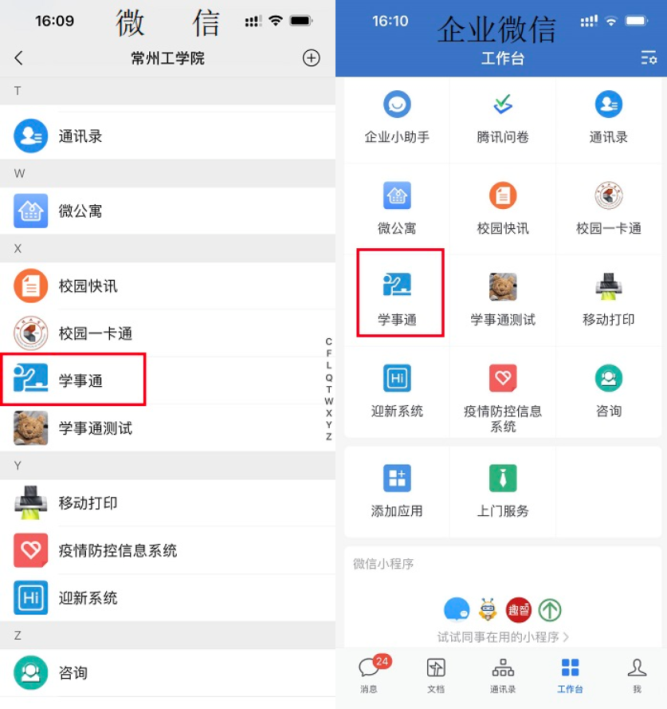 16:09
微 信
常州工学院
T
通讯录
W
微公寓
X
校园快讯
校园一卡通
学事通
学事通测试
Y
移动打印
疫情防控信息系统
Hi
迎新系统
Z
咨询
C
F
L
Q
T
W
X
Y
Z
16:10
企业微信
工作台
企业小助手
腾讯问卷
通讯录
微公寓
校园快讯
校园一卡通
学事通
学事通测试
移动打印
Hi
迎新系统
疫情防控信息
系统
咨询
添加应用
上门服务
微信小程序
趣智
试试同事在用的小程序 >
24
消息
文档
通讯录
工作台
我